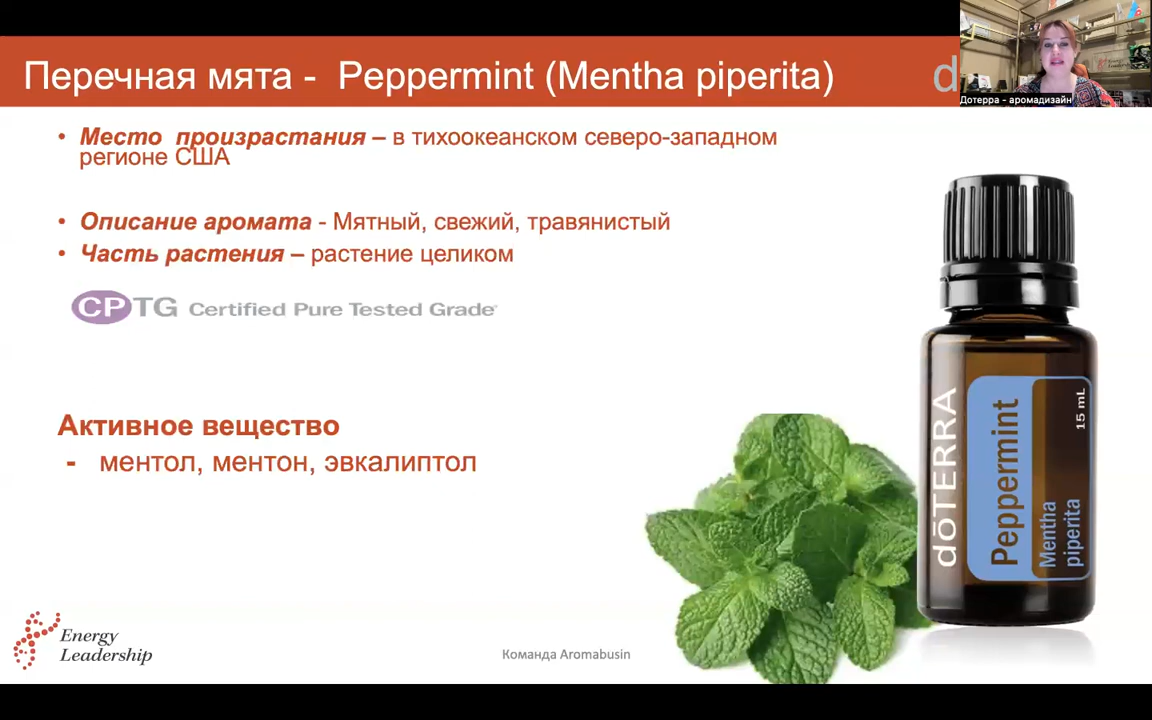 Перечная мята - Peppermint (Mentha piperita)
d
Дотерра - аромадизайн
• Место произрастания – в тихоокеанском северо-западном
регионе США
• Описание аромата - Мятный, свежий, травянистый
• Часть растения – растение целиком
CPTG Certified Pure Tested Grade
Активное вещество
- ментол, ментон, эвкалиптол
dōTERRA
Peppermint
Mentha
piperita
15 mL
Energy
Leadership
Команда Aromabusin